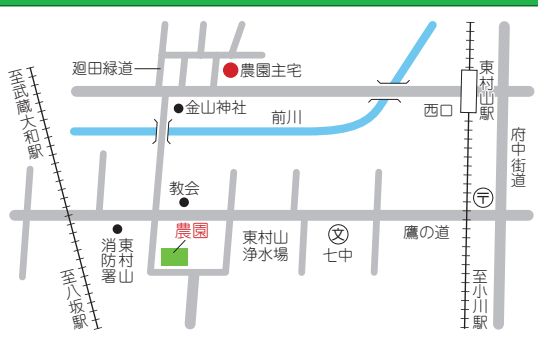 廻田緑道
農園主宅
金山神社
前川
西口
東村山駅
府中街道
至武蔵大和駅
教会
農園
東村山
消防署
東村山
浄水場
文
七中
鷹の道
〒
至八坂駅
至小川駅